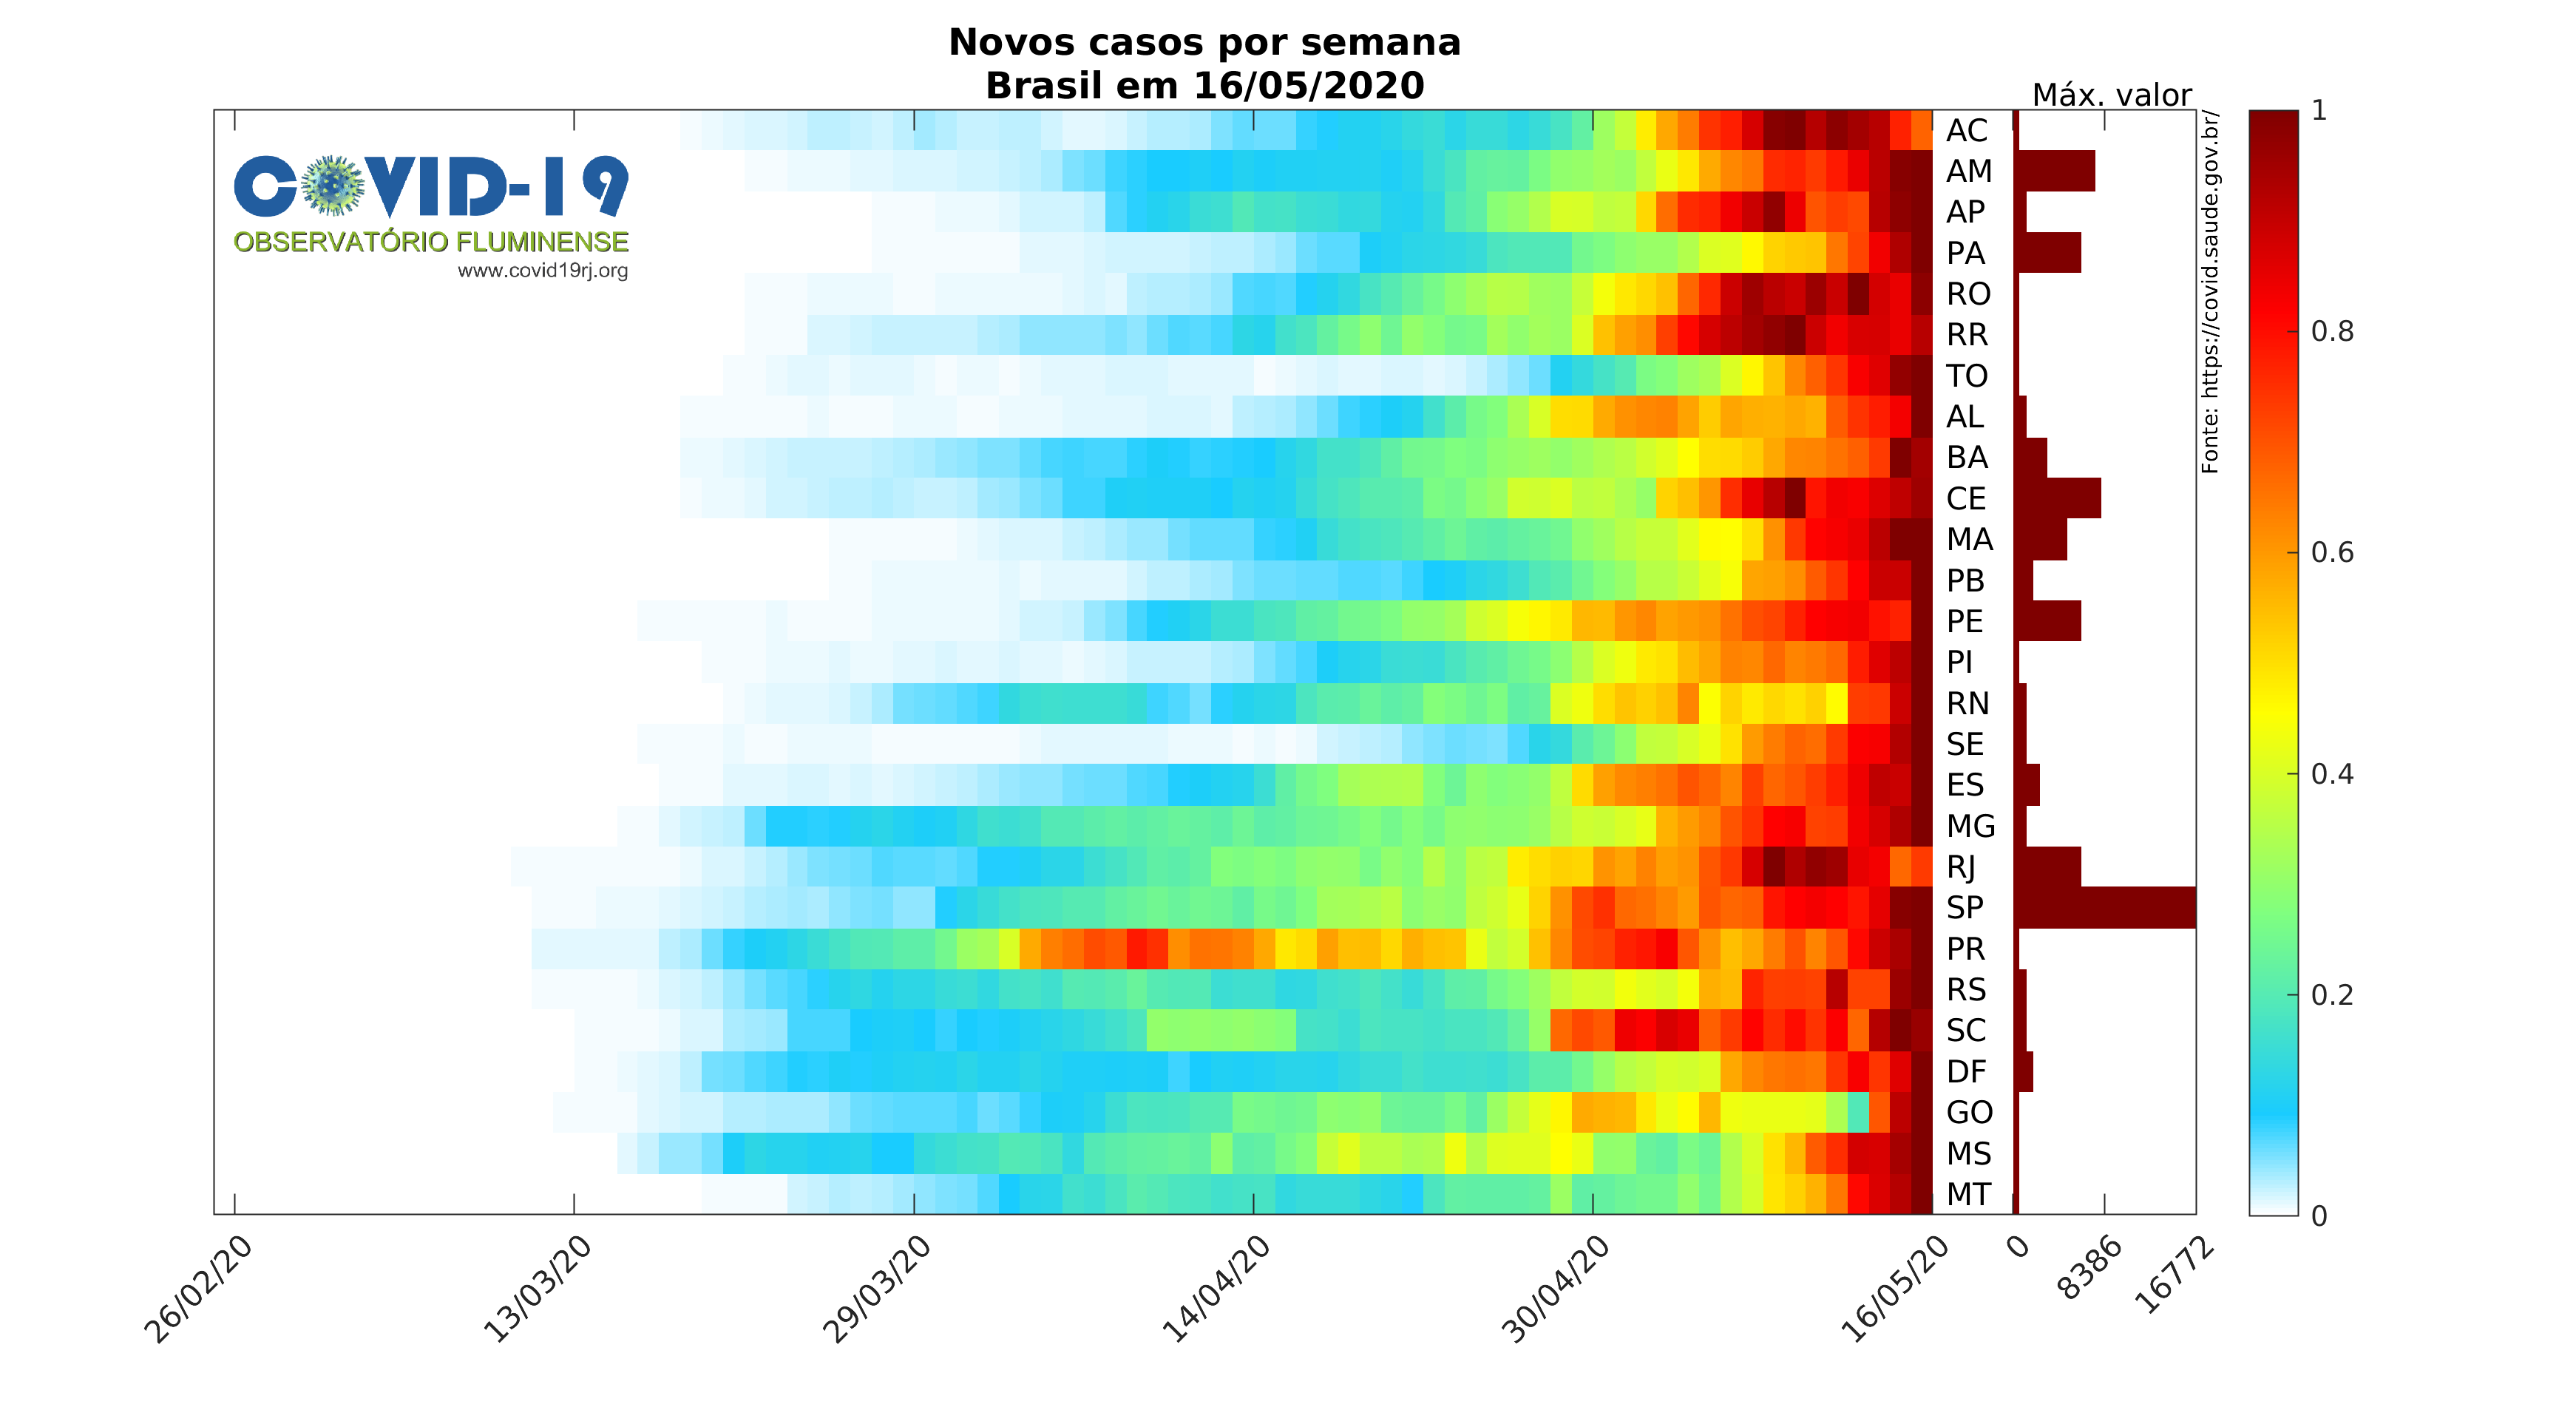 Novos casos por semana
Brasil em 16/05/2020
Máx. valor
COVID-19
OBSERVATÓRIO FLUMINENSE
www.covid19rj.org
AC
AM
AP
PA
RO
RR
TO
AL
BA
CE
MA
PB
PE
PI
RN
SE
ES
MG
RJ
SP
PR
RS
SC
DF
GO
MS
MT
Fonte: https://covid.saude.gov.br/
1
0.8
0.6
0.4
0.2
0
26/02/20
13/03/20
29/03/20
14/04/20
30/04/20
16/05/20
0
8386
16772